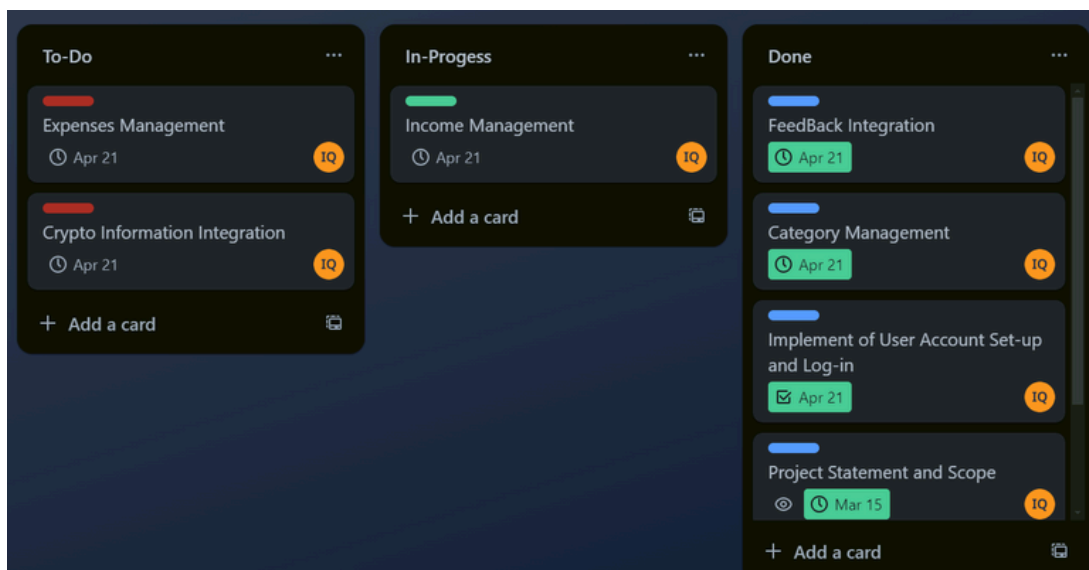 To-Do
Expenses Management
Apr 21
IQ
Crypto Information Integration
Apr 21
IQ
Add a card
In-Progess
Income Management
Apr 21
IQ
Add a card
Done
FeedBack Integration
Apr 21
IQ
Category Management
Apr 21
IQ
Implement of User Account Set-up
and Log-in
Apr 21
IQ
Project Statement and Scope
Mar 15
IQ
Add a card